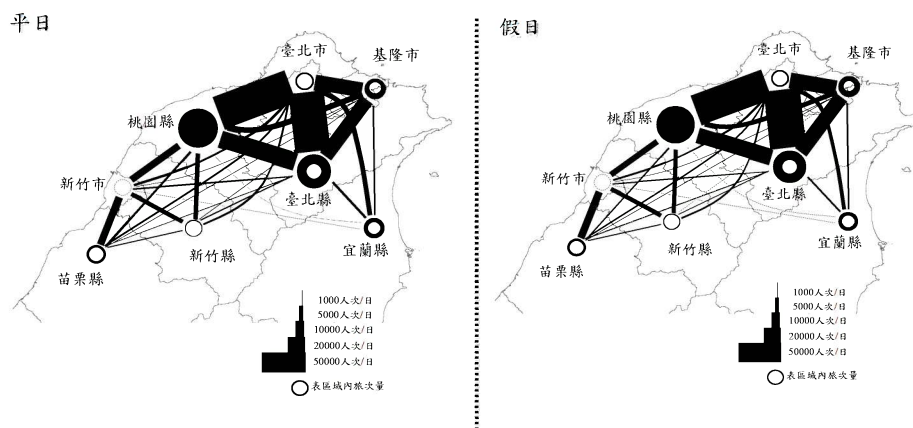 平日
臺北市
基隆市
桃園縣
新竹市
臺北縣
新竹縣
宜蘭縣
苗栗縣
1000人次/日
5000人次/日
10000人次/日
20000人次/日
50000人次/日
表區域內旅次量
假日
臺北市
基隆市
桃園縣
新竹市
臺北縣
新竹縣
宜蘭縣
苗栗縣
1000人次/日
5000人次/日
10000人次/日
20000人次/日
50000人次/日
表區域內旅次量